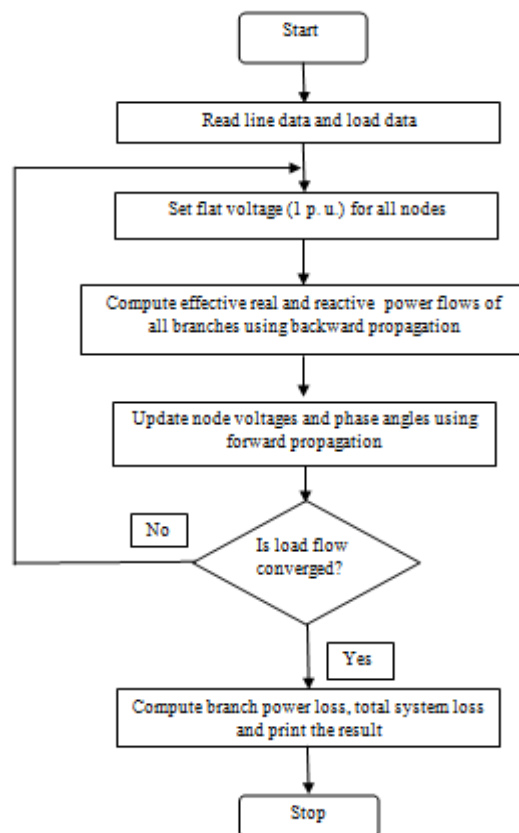 Start
Read line data and load data
Set flat voltage (1 p. u.) for all nodes
Compute effective real and reactive power flows of
all branches using backward propagation
Update node voltages and phase angles using
forward propagation
No
Is load flow
converged?
Yes
Compute branch power loss, total system loss
and print the result
Stop